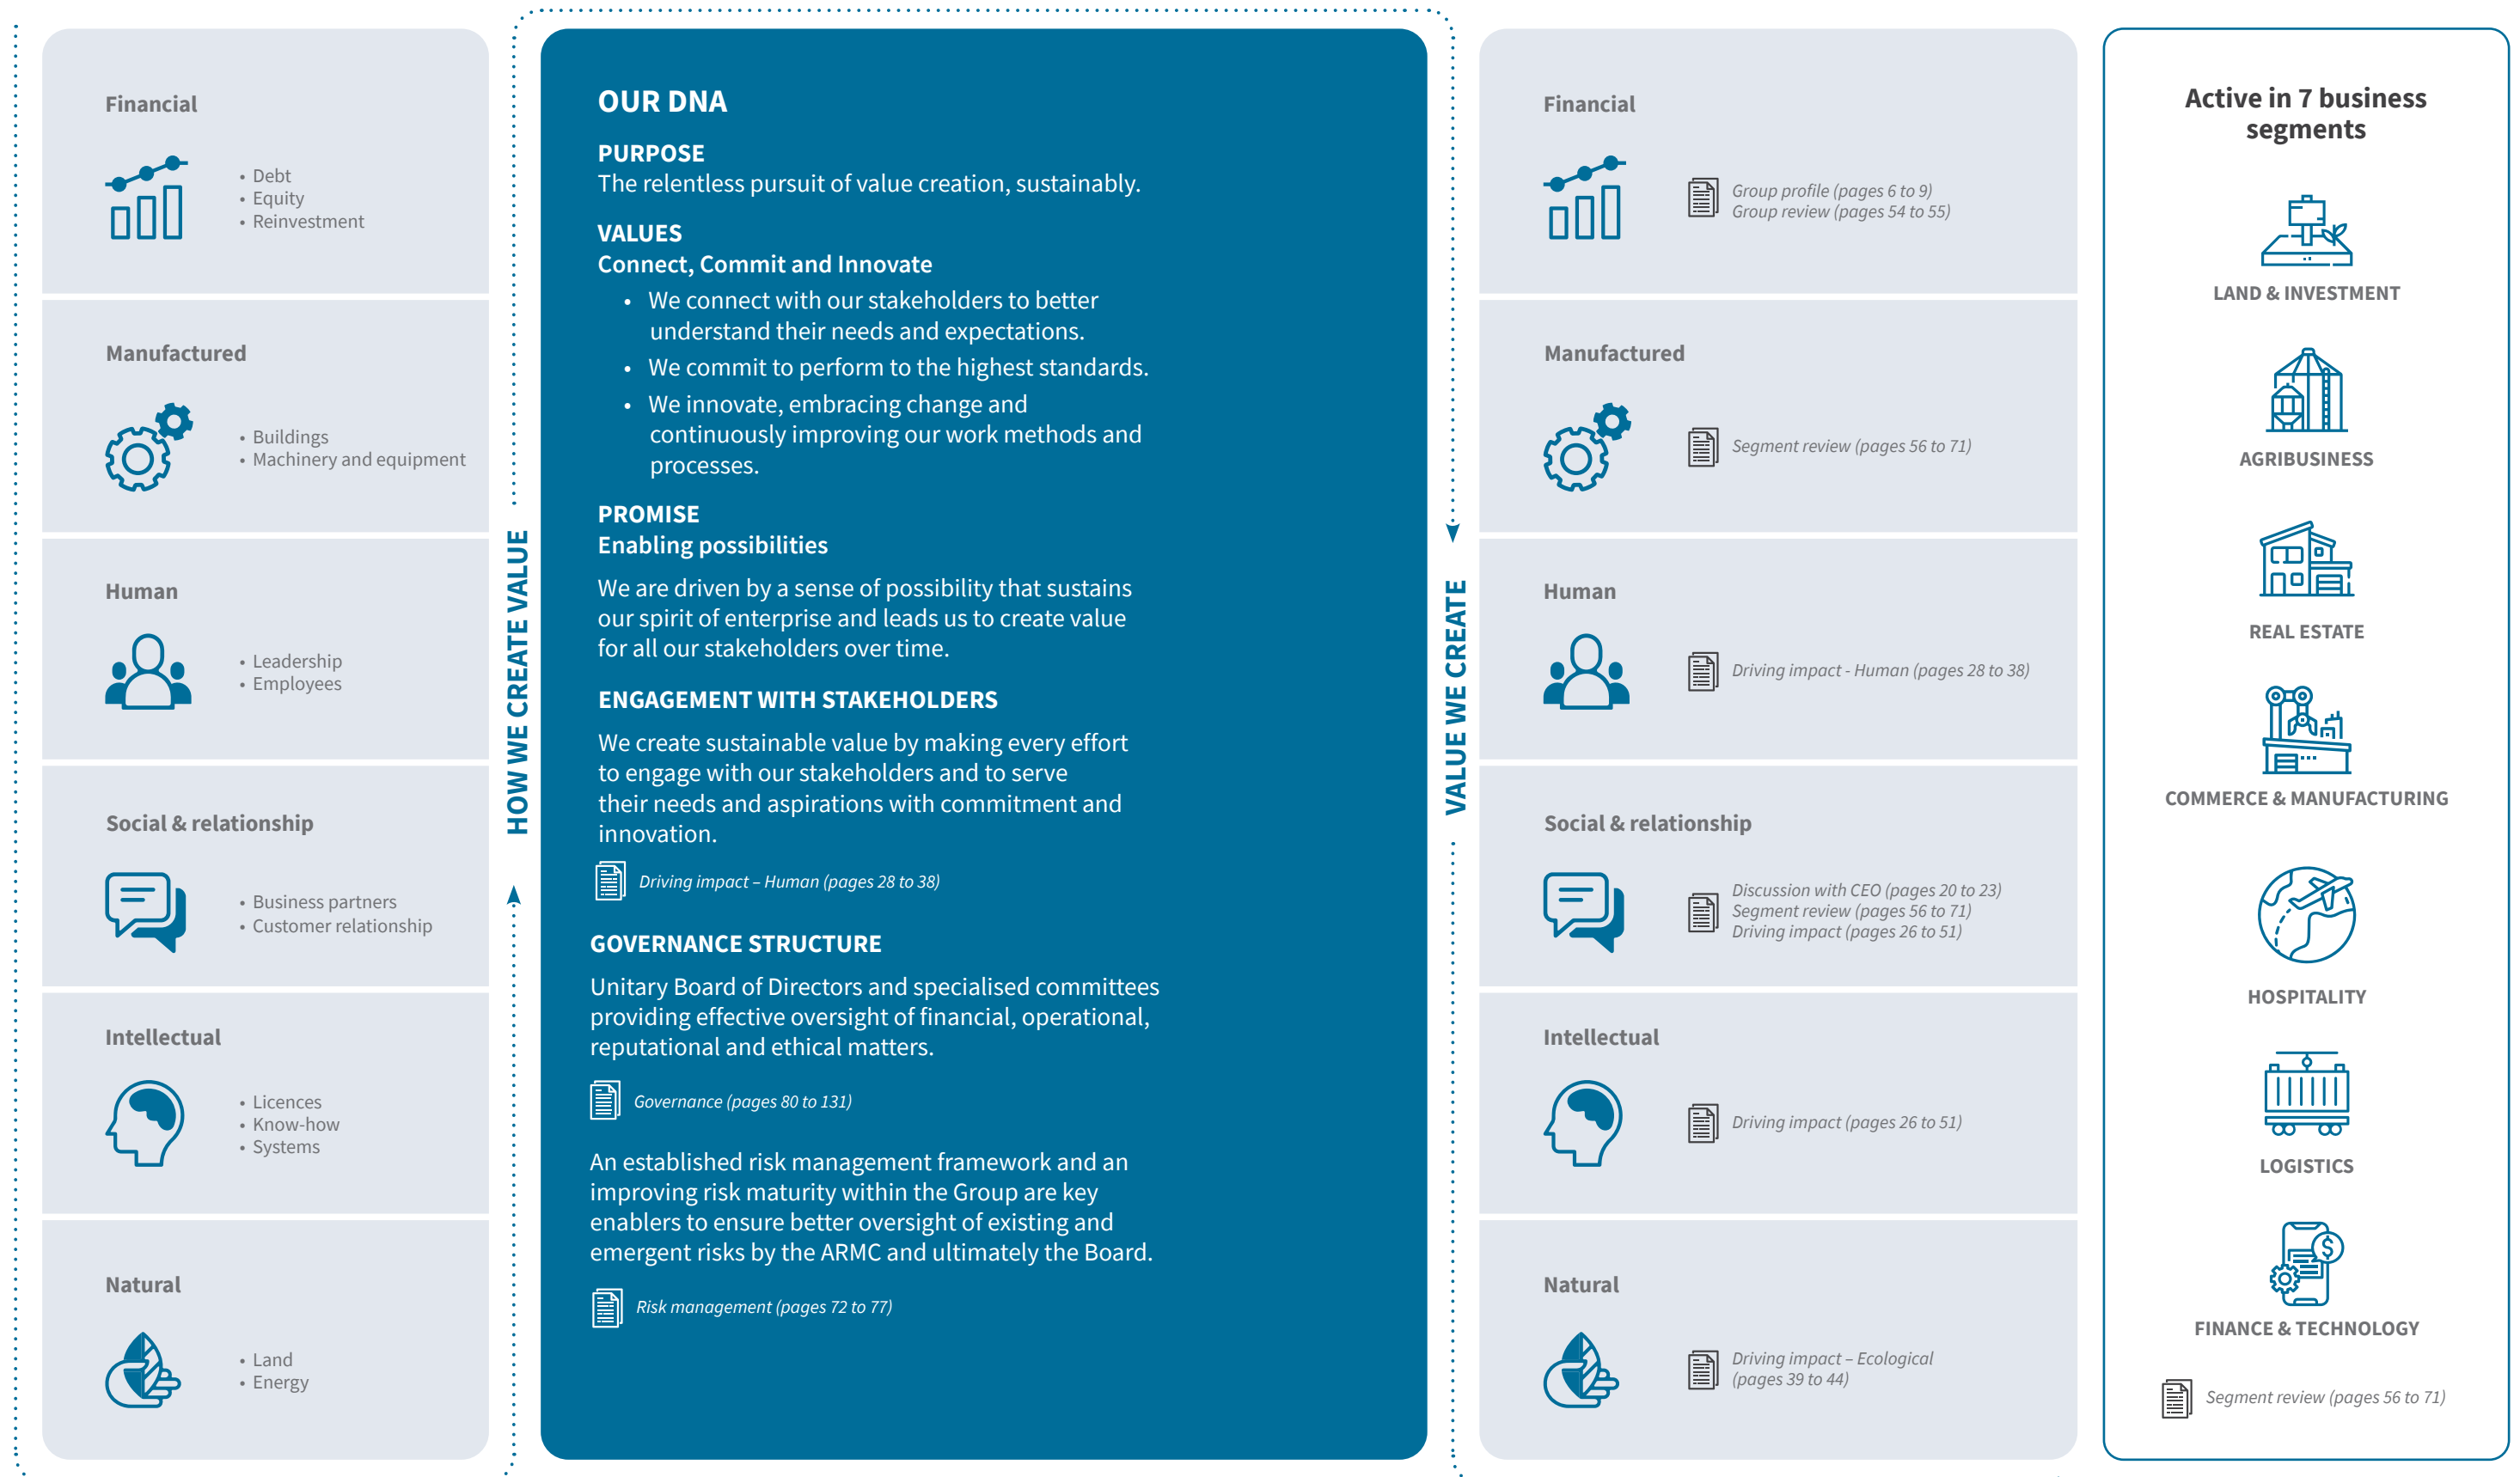 Financial
• Debt
• Equity
• Reinvestment
Manufactured
• Buildings
• Machinery and equipment
Human
• Leadership
• Employees
Social & relationship
• Business partners
• Customer relationship
Intellectual
• Licences
• Know-how
• Systems
Natural
• Land
• Energy
HOW WE CREATE VALUE
OUR DNA
PURPOSE
The relentless pursuit of value creation, sustainably.
VALUES
Connect, Commit and Innovate
• We connect with our stakeholders to better
understand their needs and expectations.
• We commit to perform to the highest standards.
• We innovate, embracing change and
continuously improving our work methods and
processes.
PROMISE
Enabling possibilities
We are driven by a sense of possibility that sustains
our spirit of enterprise and leads us to create value
for all our stakeholders over time.
ENGAGEMENT WITH STAKEHOLDERS
We create sustainable value by making every effort
to engage with our stakeholders and to serve
their needs and aspirations with commitment and
innovation.
Driving impact – Human (pages 28 to 38)
GOVERNANCE STRUCTURE
Unitary Board of Directors and specialised committees
providing effective oversight of financial, operational,
reputational and ethical matters.
Governance (pages 80 to 131)
An established risk management framework and an
improving risk maturity within the Group are key
enablers to ensure better oversight of existing and
emergent risks by the ARMC and ultimately the Board.
Risk management (pages 72 to 77)
VALUE WE CREATE
Financial
Group profile (pages 6 to 9)
Group review (pages 54 to 55)
Manufactured
Segment review (pages 56 to 71)
Human
Driving impact - Human (pages 28 to 38)
Social & relationship
Discussion with CEO (pages 20 to 23)
Segment review (pages 56 to 71)
Driving impact (pages 26 to 51)
Intellectual
Driving impact (pages 26 to 51)
Natural
Driving impact – Ecological
(pages 39 to 44)
Active in 7 business
segments
LAND & INVESTMENT
AGRIBUSINESS
REAL ESTATE
COMMERCE & MANUFACTURING
HOSPITALITY
LOGISTICS
$
FINANCE & TECHNOLOGY
Segment review (pages 56 to 71)